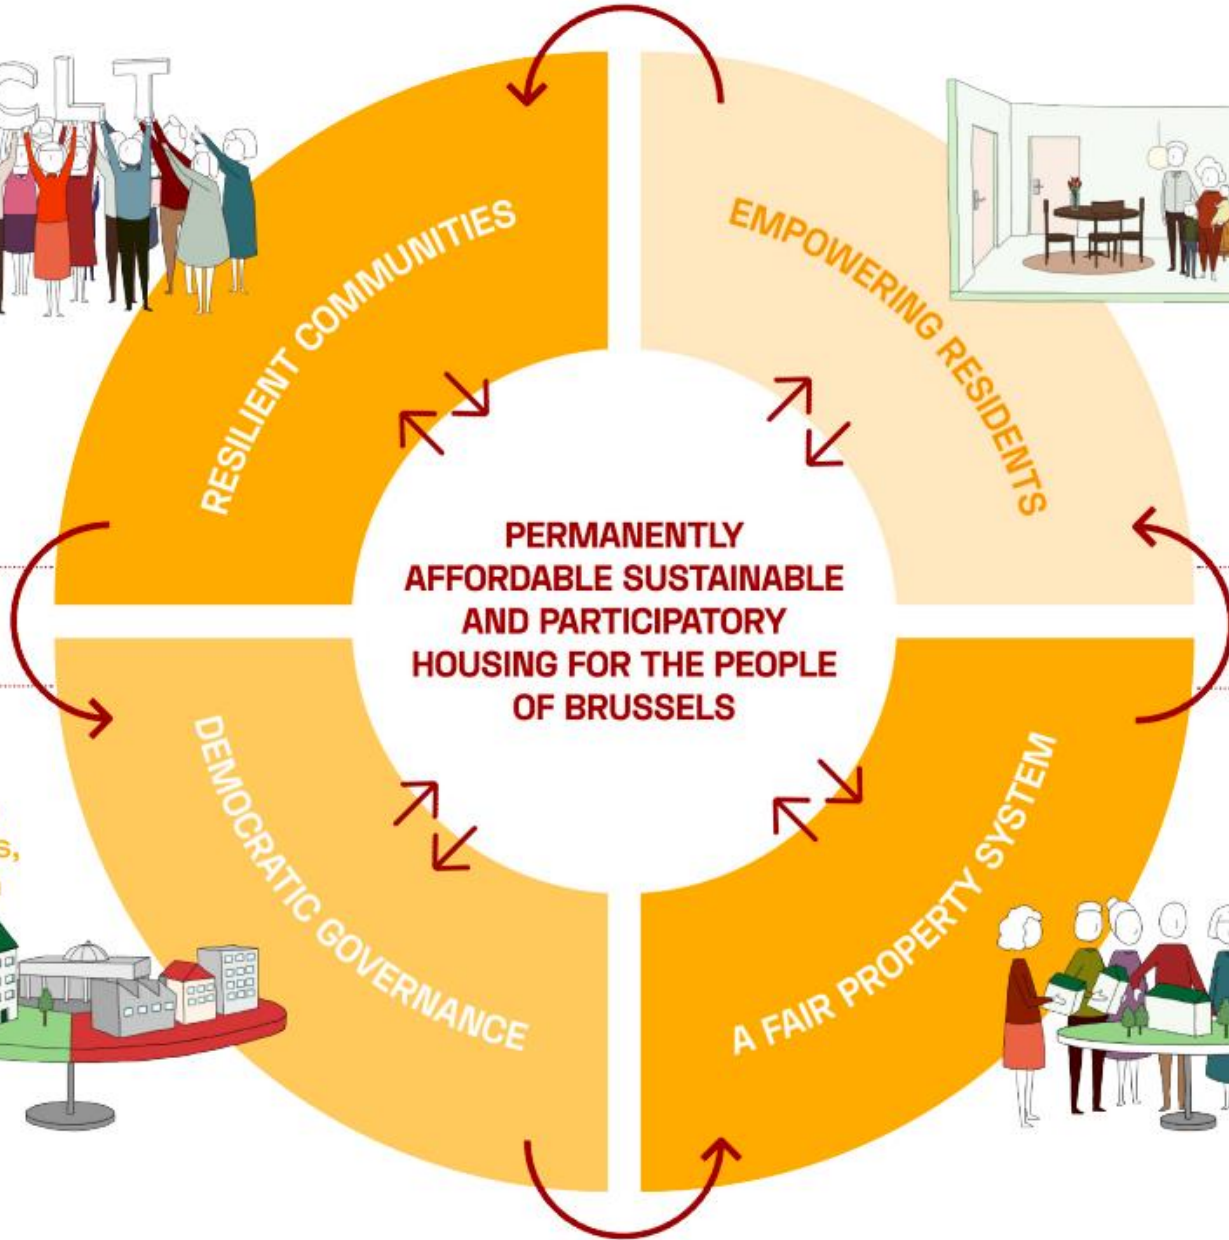 CLT
RESILIENT COMMUNITIES
EMPOWERING RESIDENTS
PERMANENTLY
AFFORDABLE SUSTAINABLE
AND PARTICIPATORY
HOUSING FOR THE PEOPLE
OF BRUSSELS
DEMOCRATIC GOVERNANCE
A FAIR PROPERTY SYSTEM